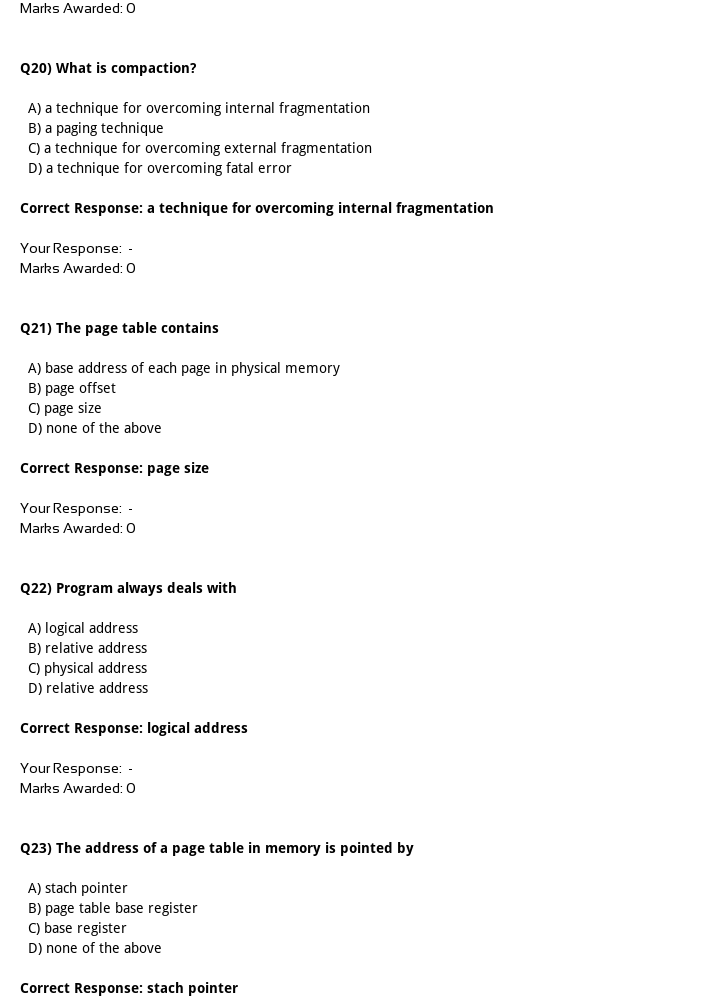 Marks Awarded: 0
Q20) What is compaction?
A) a technique for overcoming internal fragmentation
B) a paging technique
C) a technique for overcoming external fragmentation
D) a technique for overcoming fatal error
Correct Response: a technique for overcoming internal fragmentation
Your Response: -
Marks Awarded: 0
Q21) The page table contains
A) base address of each page in physical memory
B) page offset
C) page size
D) none of the above
Correct Response: page size
Your Response: -
Marks Awarded: 0
Q22) Program always deals with
A) logical address
B) relative address
C) physical address
D) relative address
Correct Response: logical address
Your Response: -
Marks Awarded: 0
Q23) The address of a page table in memory is pointed by
A) stach pointer
B) page table base register
C) base register
D) none of the above
Correct Response: stach pointer